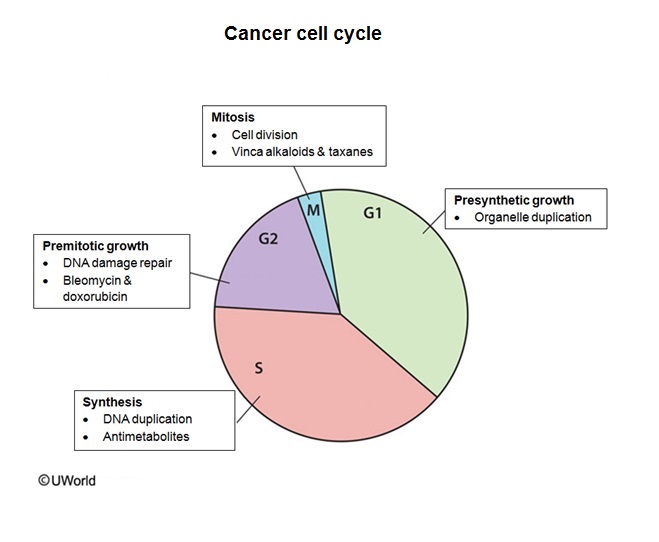 Cancer cell cycle
Mitosis
• Cell division
• Vinca alkaloids & taxanes
Presynthetic growth
• Organelle duplication
M
G1
G2
Premitotic growth
• DNA damage repair
• Bleomycin &
doxorubicin
S
Synthesis
• DNA duplication
• Antimetabolites
©UWorld